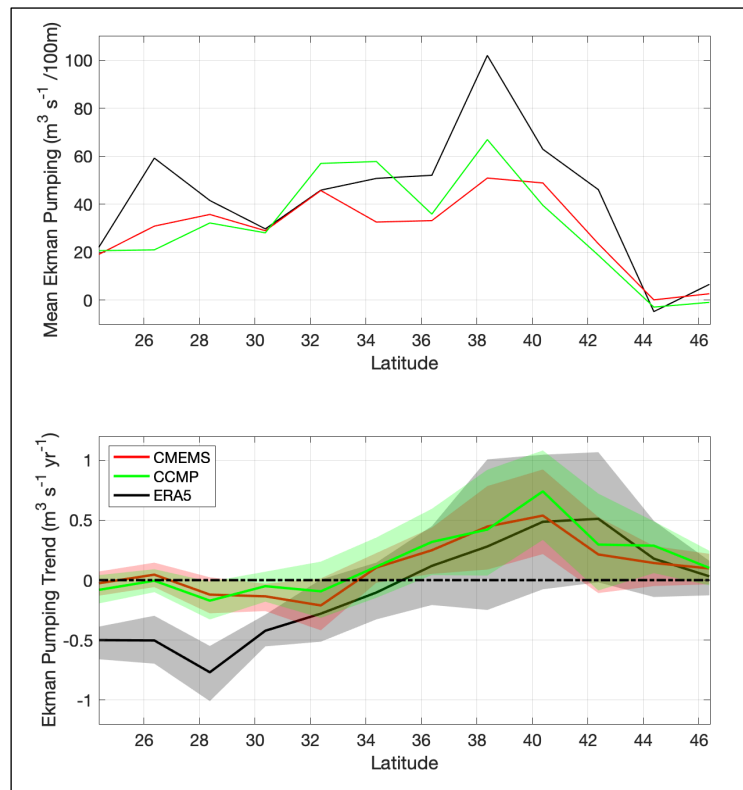 Mean Ekman Pumping (m³ s⁻¹ /100m)
100
80
60
40
20
0
26 28 30 32 34 36 38 40 42 44 46
Latitude
Ekman Pumping Trend (m³ s⁻¹ yr⁻¹)
CMEMS
CCMP
ERA5
1
0.5
0
-0.5
-1
26 28 30 32 34 36 38 40 42 44 46
Latitude